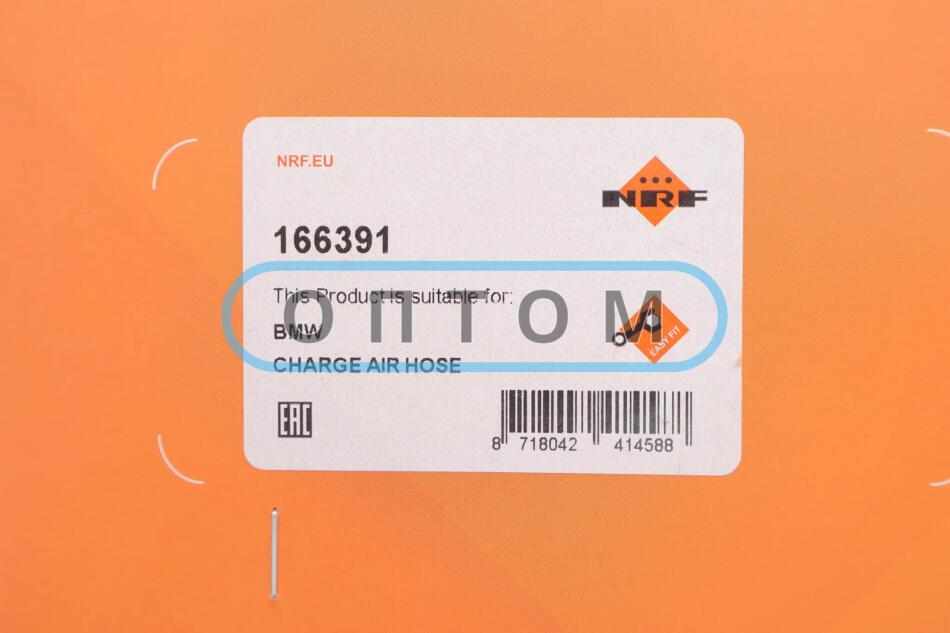 NRF.EU
NRF
166391
This Product is suitable for:
ОПТОМ
BMW
EASY FIT
CHARGE AIR HOSE
EAC
8 718042 414588